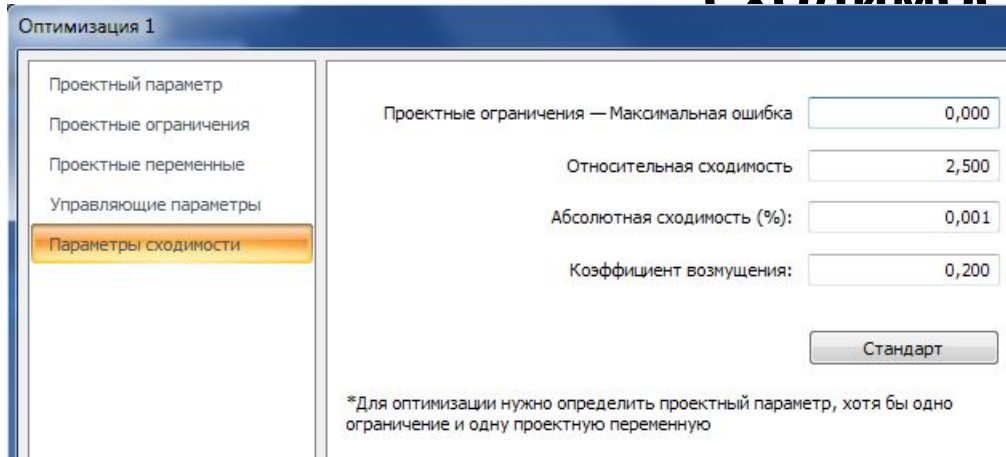 Оптимизация 1
Проектный параметр
Проектные ограничения
Проектные переменные
Управляющие параметры
Параметры сходимости
Проектные ограничения — Максимальная ошибка 0,000
Относительная сходимость 2,500
Абсолютная сходимость (%): 0,001
Коэффициент возмущения: 0,200
Стандарт
*Для оптимизации нужно определить проектный параметр, хотя бы одно
ограничение и одну проектную переменную